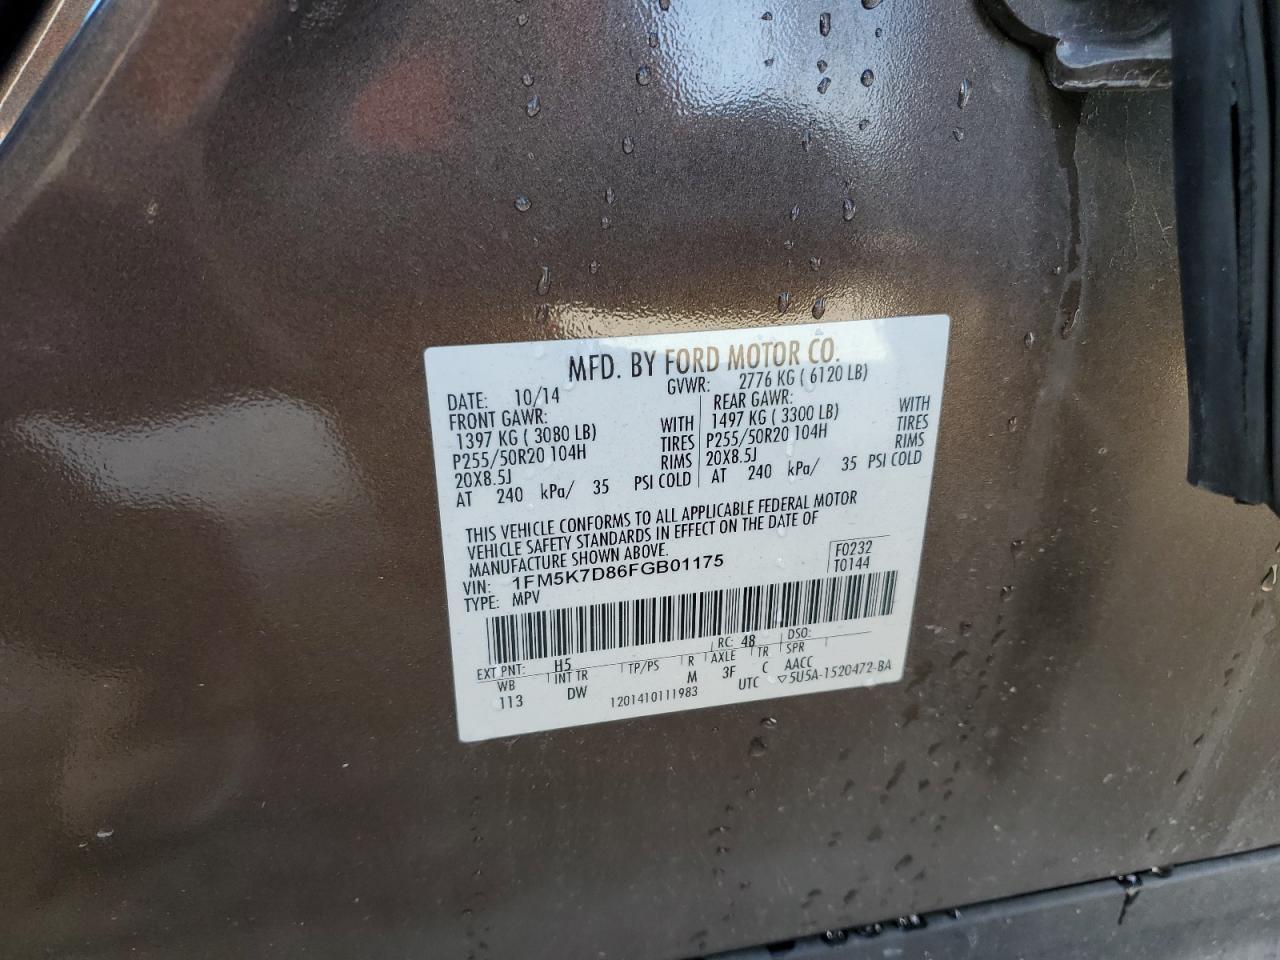 MFD. BY FORD MOTOR CO.
DATE: 10/14 GVWR: 2776 KG ( 6120 LB)
FRONT GAWR: REAR GAWR:
1397 KG ( 3080 LB) WITH 1497 KG ( 3300 LB) WITH
P255/50R20 104H TIRES P255/50R20 104H TIRES
20X8.5J RIMS 20X8.5J RIMS
AT 240 kPa/ 35 PSI COLD AT 240 kPa/ 35 PSI COLD
THIS VEHICLE CONFORMS TO ALL APPLICABLE FEDERAL MOTOR
VEHICLE SAFETY STANDARDS IN EFFECT ON THE DATE OF
MANUFACTURE SHOWN ABOVE.
VIN: 1FM5K7D86FGB01175 F0232
TYPE: MPV T0144
EXT PNT: H5 RC: 48 DSO:
WB INT TR TP/PS R AXLE TR SPR
113 DW M 3F C AACC
1201410111983 UTC ▽5U5A-1520472-BA